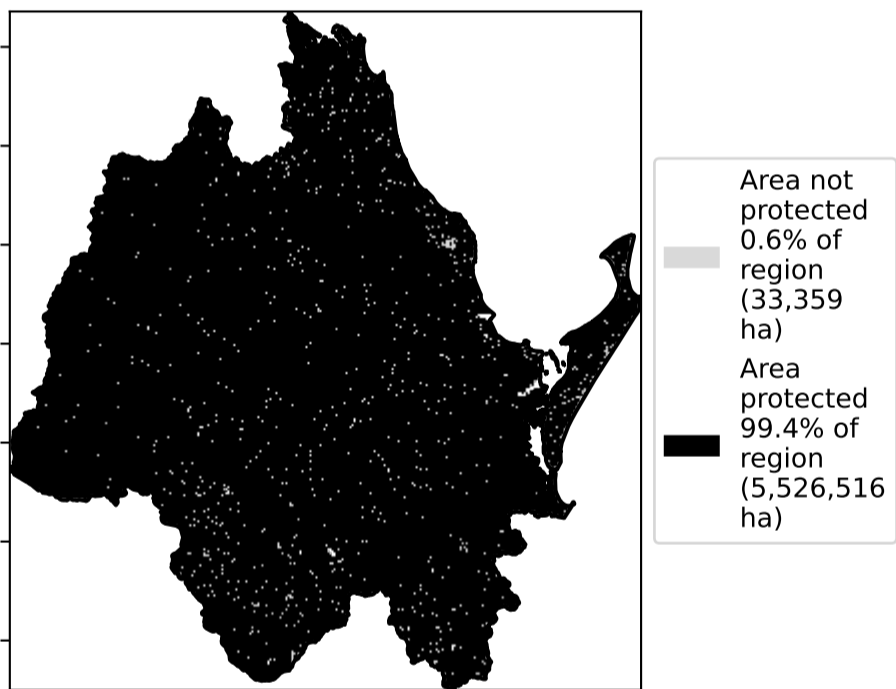 Area not
protected
0.6% of
region
(33,359
ha)
Area
protected
99.4% of
region
(5,526,516
ha)